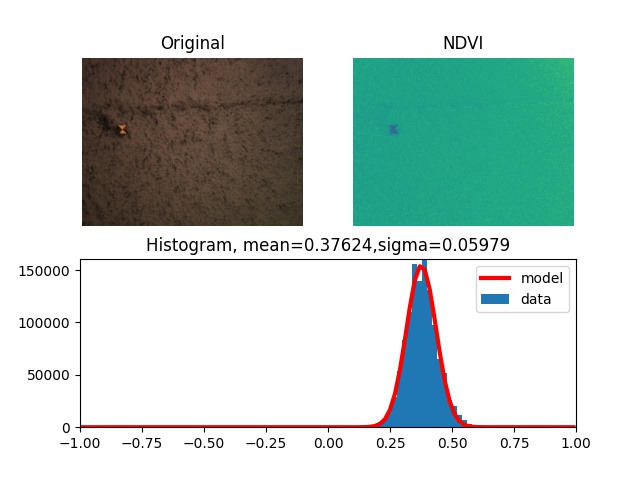 Original
NDVI
Histogram, mean=0.37624,sigma=0.05979
model
data
150000
100000
50000
0
−1.00 −0.75 −0.50 −0.25 0.00 0.25 0.50 0.75 1.00